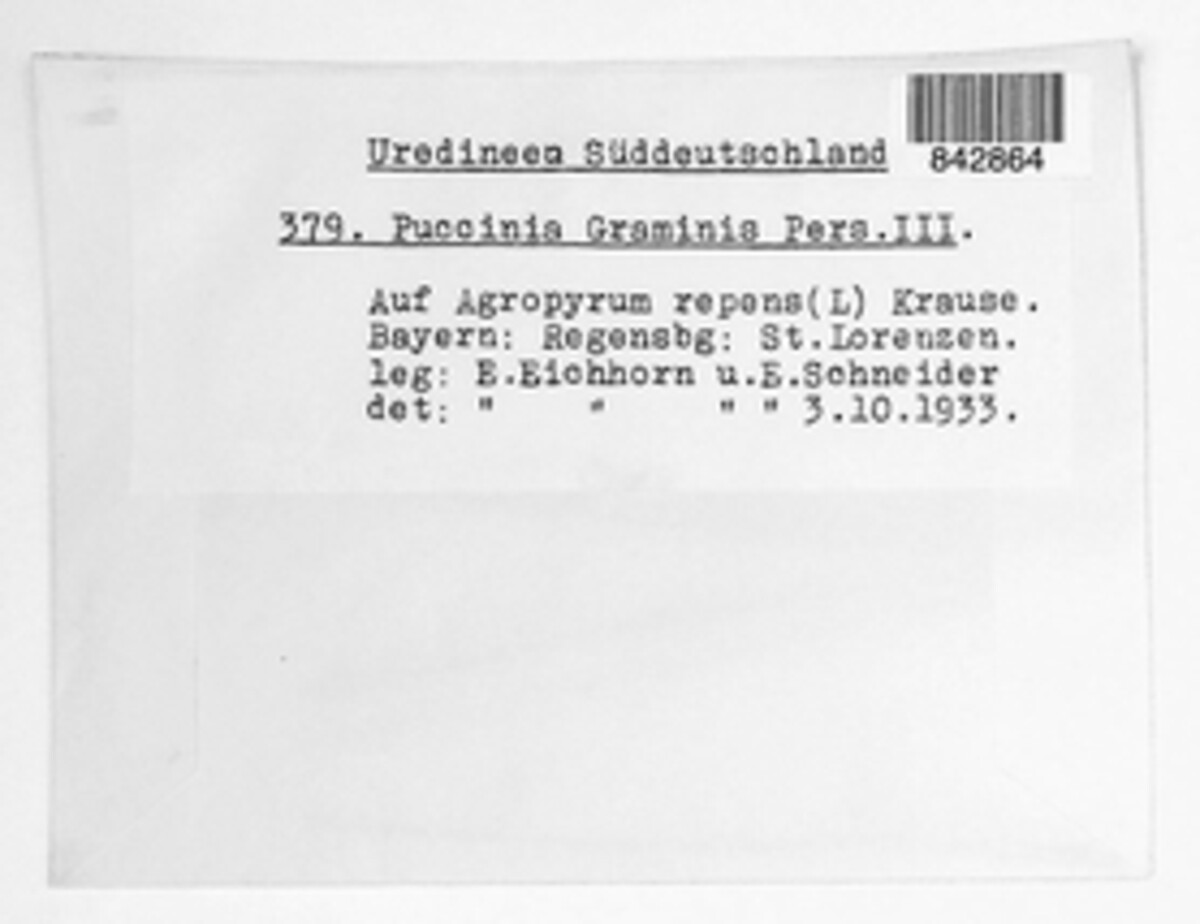 Uredineen Süddeutschland
842864
379. Puccinia Graminis Pers.III.
Auf Agropyrum repens(L) Krause.
Bayern: Regensbg: St.Lorenzen.
leg: E.Eichhorn u.E.Schneider
det: " " " " 3.10.1933.